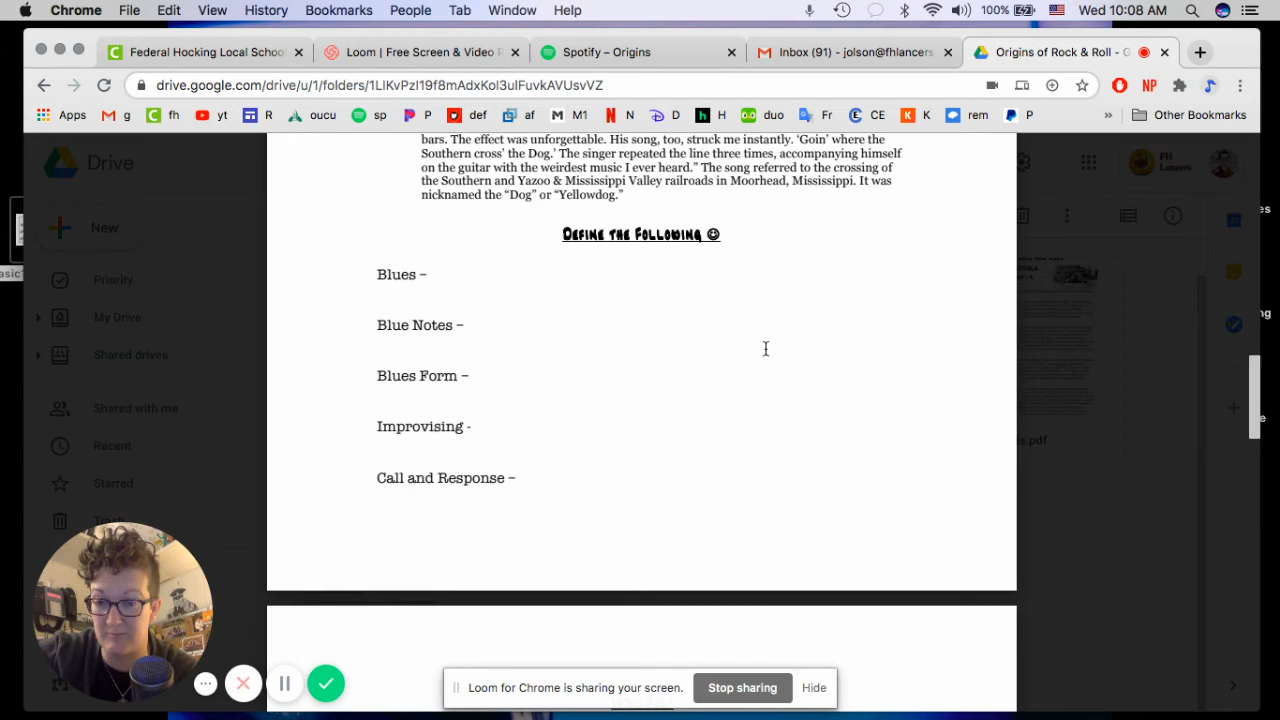 Chrome File Edit View History Bookmarks People Tab Window Help 100% Wed 10:08 AM
Federal Hocking Local Schoo Loom | Free Screen & Video R Spotify – Origins Inbox (61) - jolson@fhlancers Origins of Rock & Roll - G
drive.google.com/drive/u/1/folders/1LIKvPzI19f8mAdxKoI3uIFuvkAVUsvVZ
Apps g fh yt R oucu sp P def af M1 N D H duo Fr CE K rem P » Other Bookmarks
bars. The effect was unforgettable. His song, too, struck me instantly. ‘Goin’ where the
Southern cross’ the Dog.’ The singer repeated the line three times, accompanying himself
on the guitar with the weirdest music I ever heard.” The song referred to the crossing of
the Southern and Yazoo & Mississippi Valley railroads in Moorhead, Mississippi. It was
nicknamed the “Dog” or “Yellowdog.”
Drive
New
Define the Following ☺
Priority
My Drive
Shared drives
Shared with me
Recent
Starred
Trash
Blues –
Blue Notes –
Blues Form –
Improvising -
Call and Response –
s.pdf
Loom for Chrome is sharing your screen. Stop sharing Hide